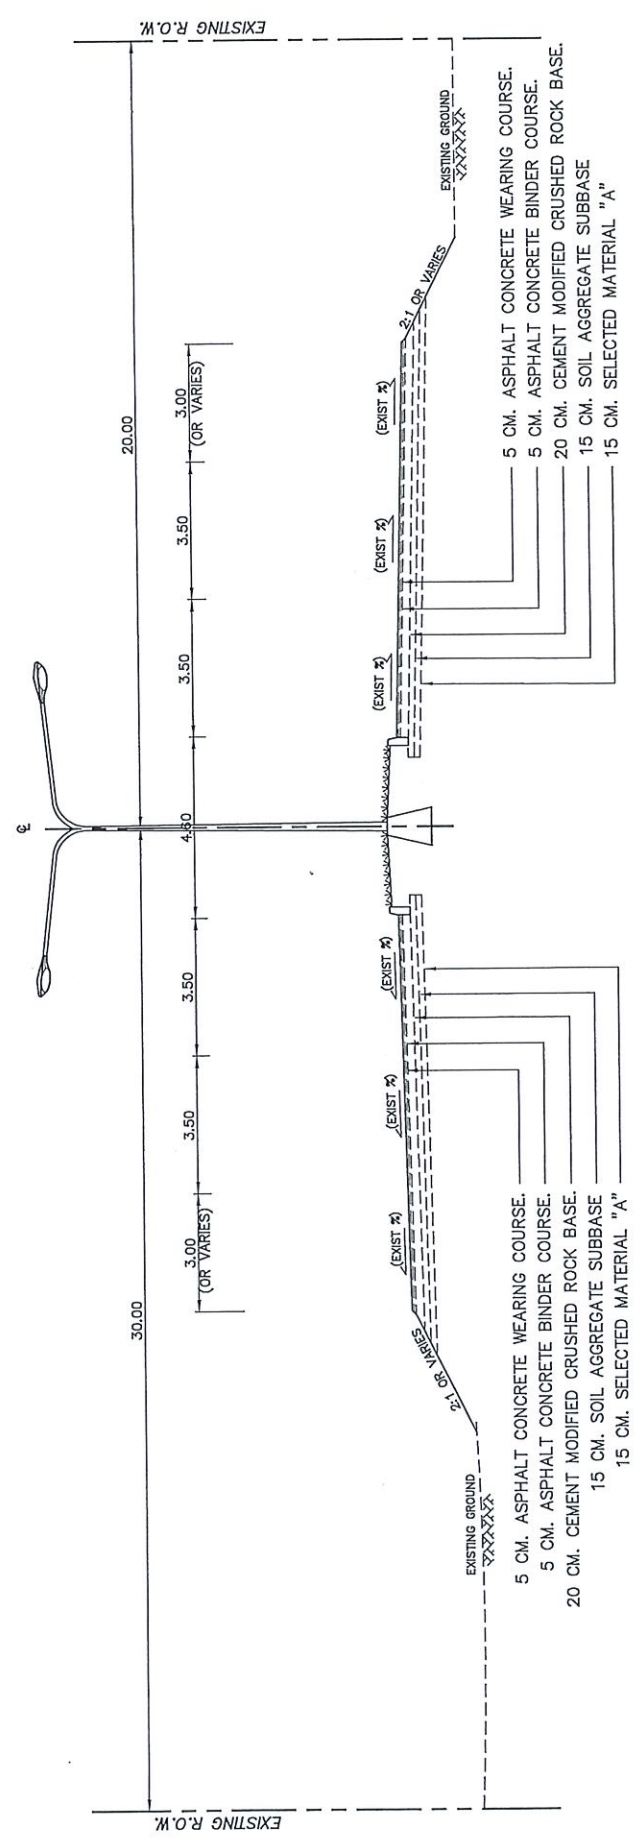 EXISTING R.O.W.
EXISTING R.O.W.
℄
30.00
20.00
3.00
(OR VARIES)
3.50
3.50
4.60
3.50
3.50
3.00
(OR VARIES)
(EXIST %)
(EXIST %)
(EXIST %)
(EXIST %)
(EXIST %)
(EXIST %)
2:1 OR VARIES
2:1 OR VARIES
EXISTING GROUND
EXISTING GROUND
5 CM. ASPHALT CONCRETE WEARING COURSE.
5 CM. ASPHALT CONCRETE BINDER COURSE.
20 CM. CEMENT MODIFIED CRUSHED ROCK BASE.
15 CM. SOIL AGGREGATE SUBBASE
15 CM. SELECTED MATERIAL "A"
5 CM. ASPHALT CONCRETE WEARING COURSE.
5 CM. ASPHALT CONCRETE BINDER COURSE.
20 CM. CEMENT MODIFIED CRUSHED ROCK BASE.
15 CM. SOIL AGGREGATE SUBBASE
15 CM. SELECTED MATERIAL "A"